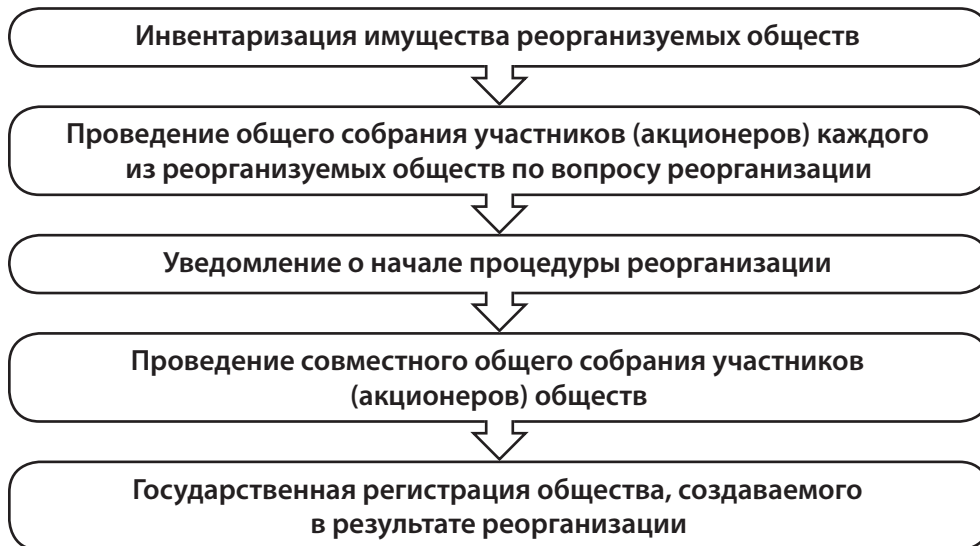 Инвентаризация имущества реорганизуемых обществ
Проведение общего собрания участников (акционеров) каждого
из реорганизуемых обществ по вопросу реорганизации
Уведомление о начале процедуры реорганизации
Проведение совместного общего собрания участников
(акционеров) обществ
Государственная регистрация общества, создаваемого
в результате реорганизации